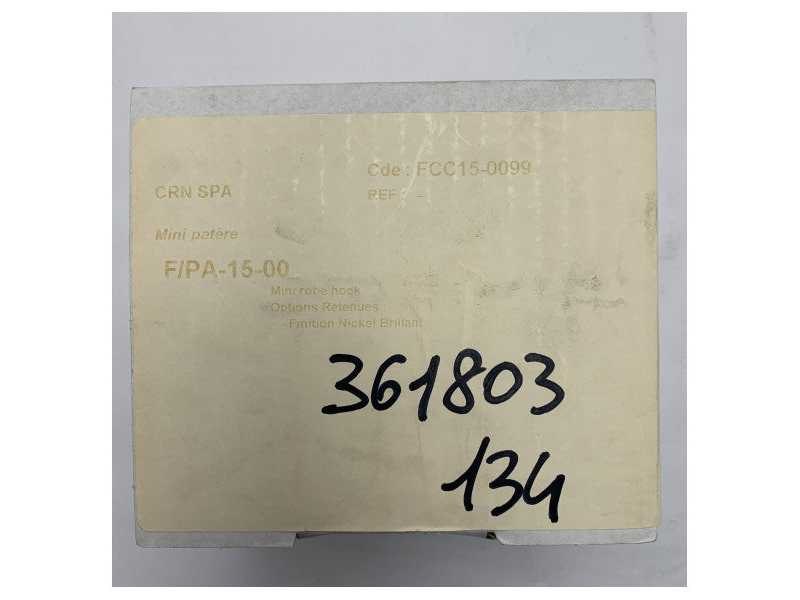 Cde : FCC15-0099
CRN SPA
REF : -
Mini patère
F/PA-15-00
Mini robe hook
Options Retenues
- Finition Nickel Brillant
361803
134